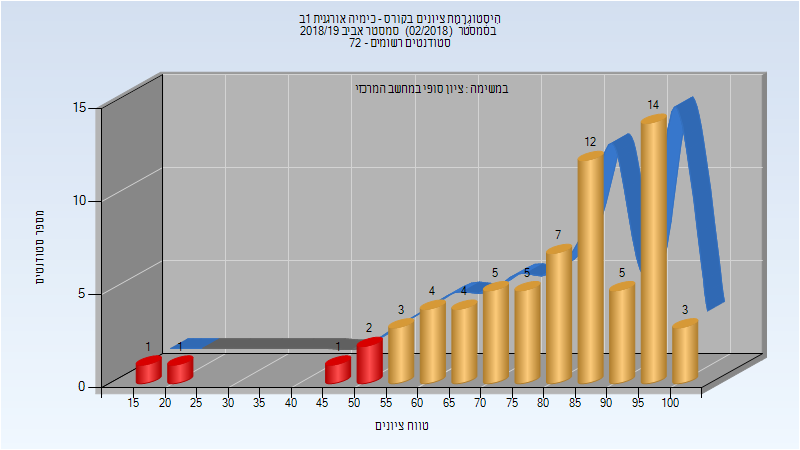 היסטוגרמת ציונים בקורס - כימיה אורגנית 1ב
בסמסטר (02/2018) סמסטר אביב 2018/19
סטודנטים רשומים - 72
במשימה : ציון סופי במחשב המרכזי
15
10
5
0
מספר סטודנטים
1 1 1 2 3 4 4 5 5 7 12 5 14 3
15 20 25 30 35 40 45 50 55 60 65 70 75 80 85 90 95 100
טווח ציונים